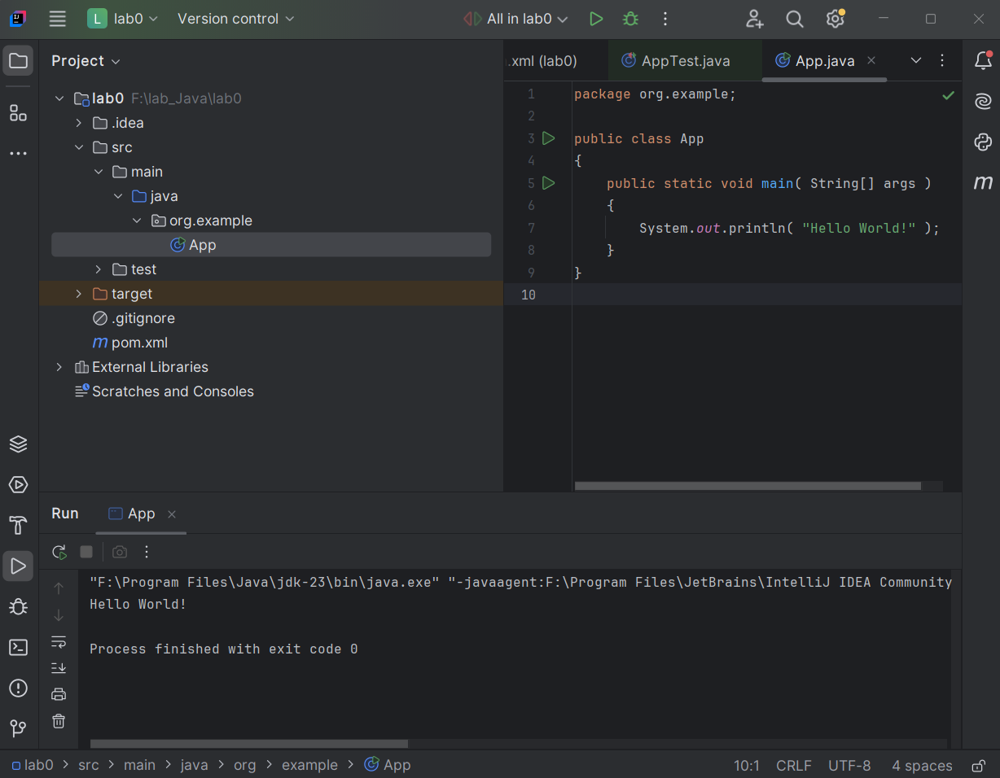 L lab0 Version control All in lab0
Project
.xml (lab0) AppTest.java App.java
lab0 F:\lab_Java\lab0
.idea
src
main
java
org.example
App
test
target
.gitignore
m pom.xml
External Libraries
Scratches and Consoles
1 package org.example;
2
3 public class App
4 {
5 public static void main( String[] args )
6 {
7 System.out.println( "Hello World!" );
8 }
9 }
10
m
Run App
"F:\Program Files\Java\jdk-23\bin\java.exe" "-javaagent:F:\Program Files\JetBrains\IntelliJ IDEA Community
Hello World!
Process finished with exit code 0
lab0 > src > main > java > org > example > App 10:1 CRLF UTF-8 4 spaces